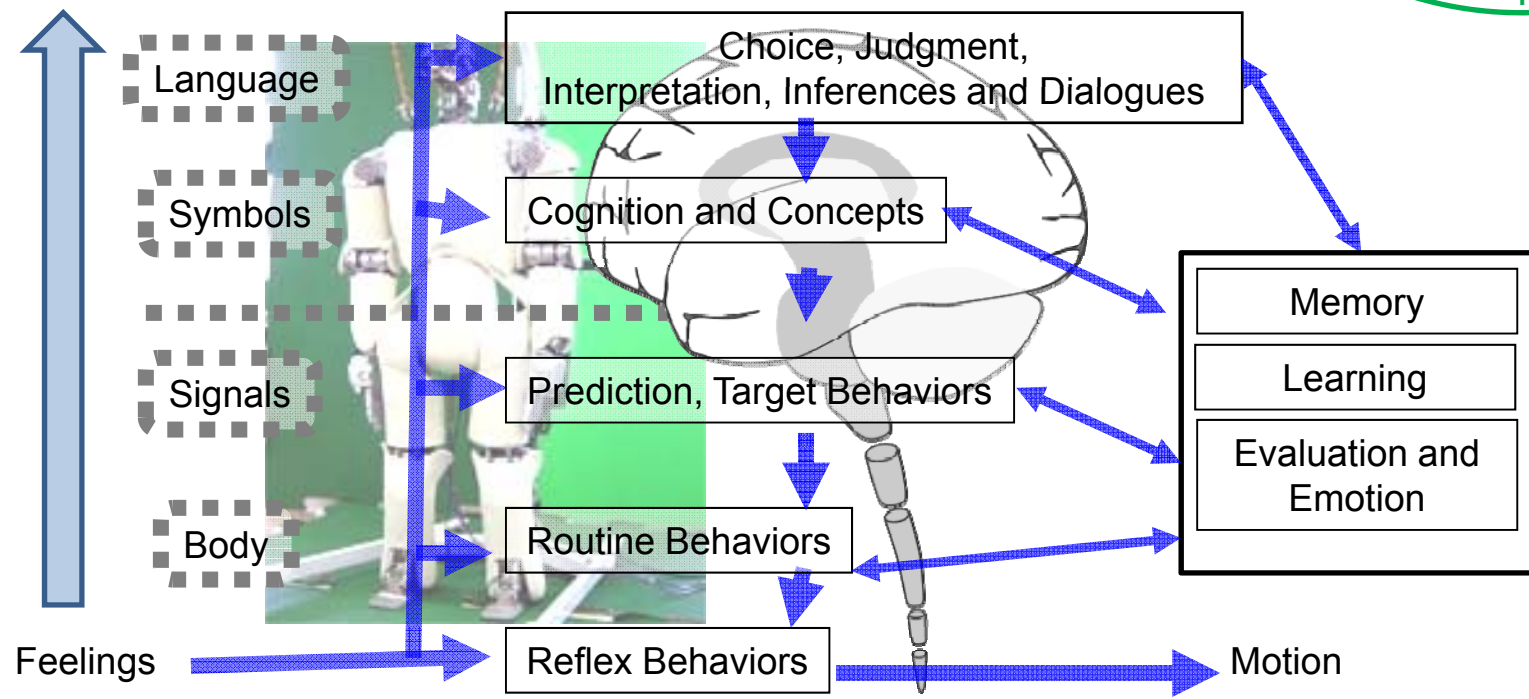 Language
Choice, Judgment,
Interpretation, Inferences and Dialogues
Symbols
Cognition and Concepts
Memory
Signals
Prediction, Target Behaviors
Learning
Evaluation and
Emotion
Body
Routine Behaviors
Feelings
Reflex Behaviors
Motion